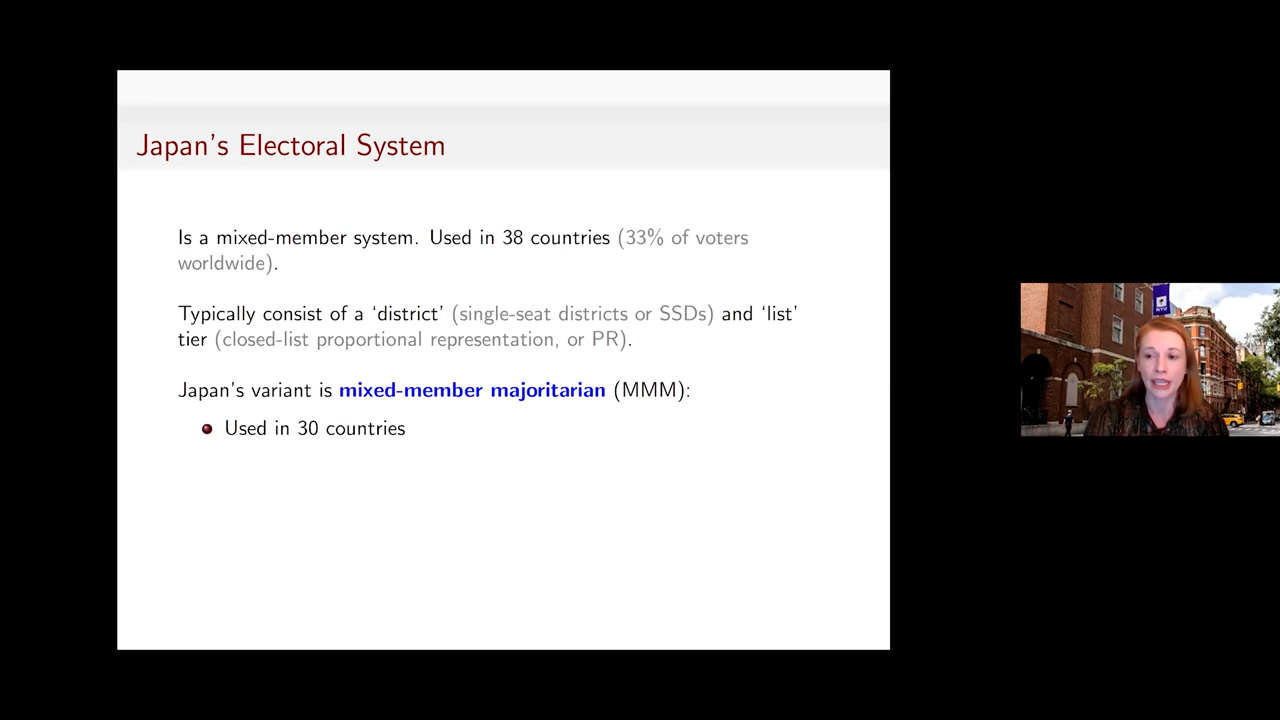 Japan's Electoral System
Is a mixed-member system. Used in 38 countries (33% of voters
worldwide).
Typically consist of a ‘district’ (single-seat districts or SSDs) and ‘list’
tier (closed-list proportional representation, or PR).
Japan's variant is mixed-member majoritarian (MMM):
Used in 30 countries
NYU